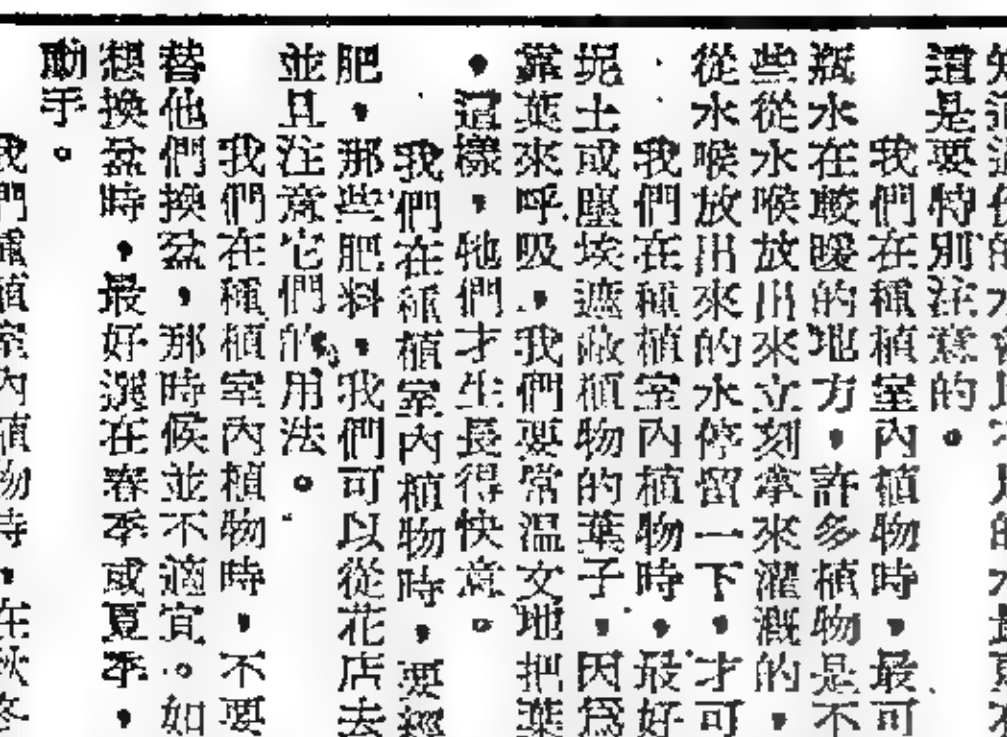 這是要特別注意的。
我們在種植室內植物時，最可
瓶水在較暖的地方，許多植物是不
些從水喉放出來立刻拿來灌溉的，
從水喉放出來的水停留一下，才可
我們在種植室內植物時，最好
坭土或塵埃遮蔽植物的葉子，因爲
靠葉來呼吸，我們要常溫文地把葉
，這樣，牠們才生長得快意。
我們在種植室內植物時，要經
肥，那些肥料，我們可以從花店去
並且注意它們的用法。
我們在種植室內植物時，不要
替他們換盆，那時候並不適宜。如
想換盆時，最好選在春季或夏季，
動手。
我們種植室內植物時，在秋冬